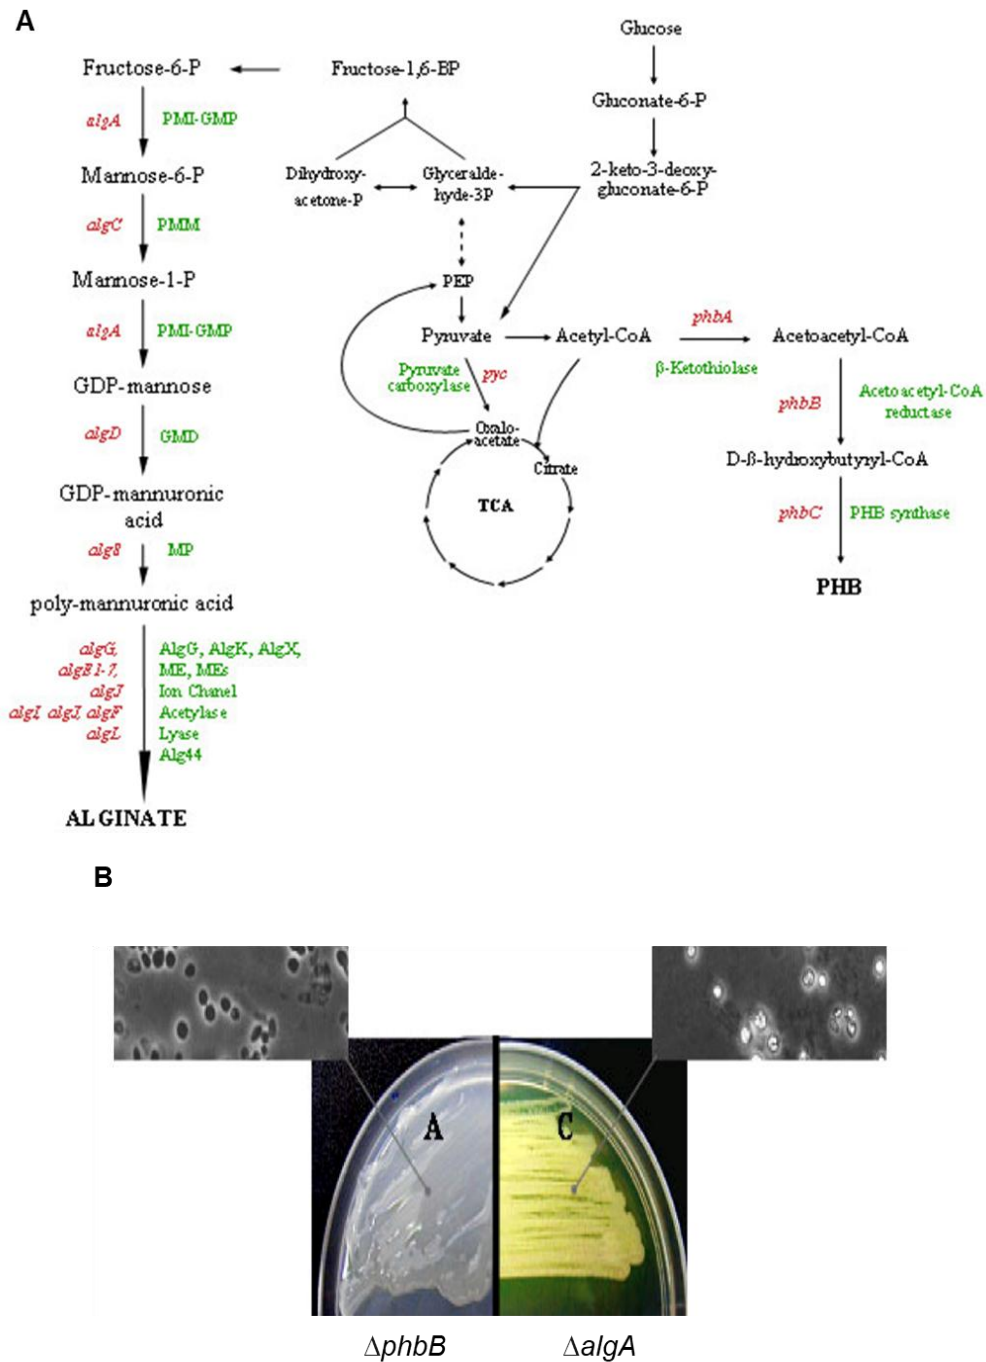 A
Glucose
Fructose-6-P
Fructose-1,6-BP
Gluconate-6-P
algA PMI-GMP
Mannose-6-P
Dihydroxy-
acetone-P
Glyceralde-
hyde-3P
2-keto-3-deoxy-
gluconate-6-P
algC PMM
Mannose-1-P
PEP
algA PMI-GMP
Pyruvate
Acetyl-CoA
phbA
β-Ketothiolase
Acetoacetyl-CoA
Pyruvate
carboxylase
pyc
GDP-mannose
phbB
Acetoacetyl-CoA
reductase
algD GMD
Oxalo-
acetate
Citrate
TCA
D-ß-hydroxybutyryl-CoA
GDP-mannuronic
acid
phbC PHB synthase
alg8 MP
PHB
poly-mannuronic acid
algG, AlgG, AlgK, AlgX,
algE1-7, ME, MEs
algJ Ion Chanel
algI, algJ, algF Acetylase
algL Lyase
Alg44
ALGINATE
B
A
C
ΔphbB
ΔalgA